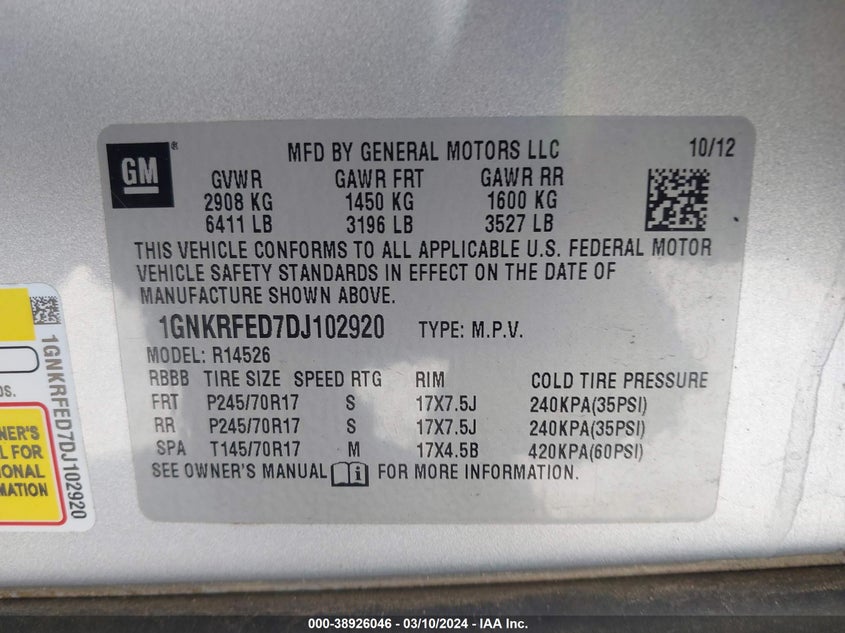 GM ®
MFD BY GENERAL MOTORS LLC 10/12
GVWR GAWR FRT GAWR RR
2908 KG 1450 KG 1600 KG
6411 LB 3196 LB 3527 LB
THIS VEHICLE CONFORMS TO ALL APPLICABLE U.S. FEDERAL MOTOR
VEHICLE SAFETY STANDARDS IN EFFECT ON THE DATE OF
MANUFACTURE SHOWN ABOVE.
1GNKRFED7DJ102920 TYPE: M.P.V.
MODEL: R14526
RBBB TIRE SIZE SPEED RTG RIM COLD TIRE PRESSURE
FRT P245/70R17 S 17X7.5J 240KPA(35PSI)
RR P245/70R17 S 17X7.5J 240KPA(35PSI)
SPA T145/70R17 M 17X4.5B 420KPA(60PSI)
SEE OWNER'S MANUAL FOR MORE INFORMATION.
1GNKRFED7DJ102920
NER'S
L FOR
IONAL
MATION
000-38926046 - 03/10/2024 - IAA Inc.